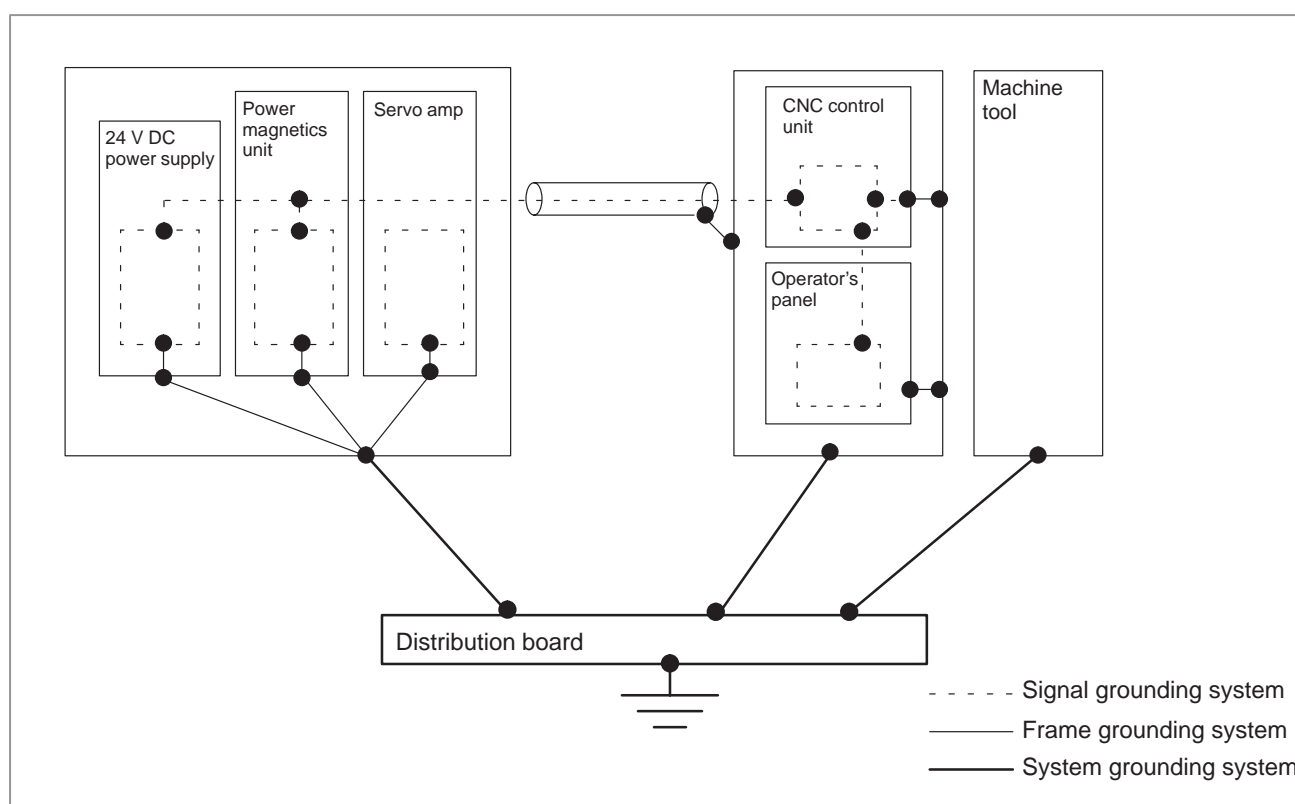 24 V DC
power supply
Power
magnetics
unit
Servo amp
CNC control
unit
Operator's
panel
Machine
tool
Distribution board
Signal grounding system
Frame grounding system
System grounding system